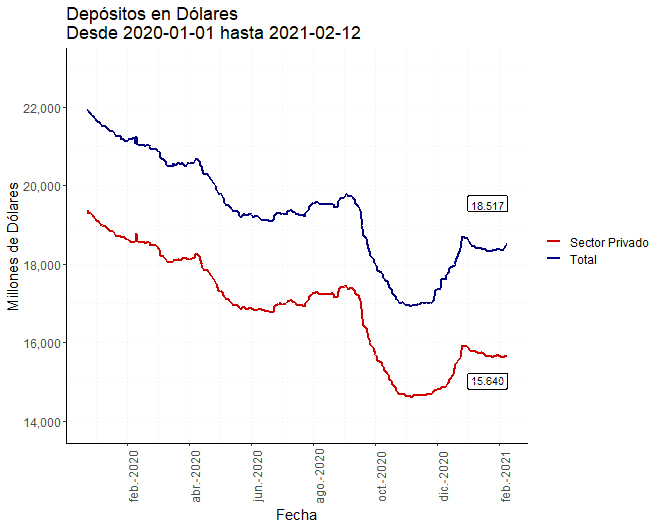 Depósitos en Dólares
Desde 2020-01-01 hasta 2021-02-12
Millones de Dólares
22,000
20,000
18,000
16,000
14,000
18.517
15.640
Sector Privado
Total
feb.-2020
abr.-2020
jun.-2020
ago.-2020
oct.-2020
dic.-2020
feb.-2021
Fecha